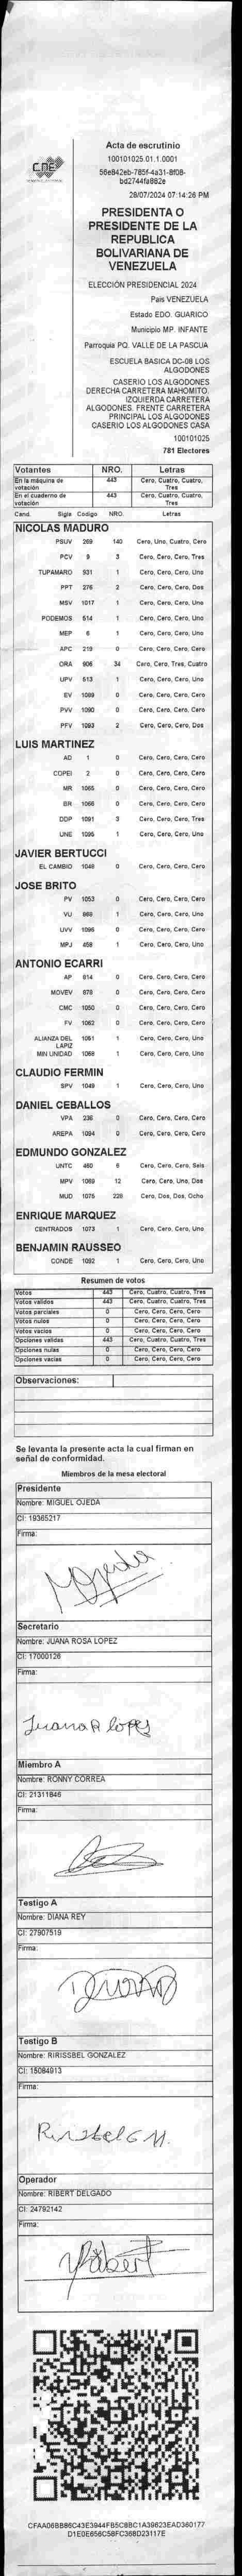 CNE
Acta de escrutinio
100101025.01.1.0001
56e842eb-785f-4a31-8f08-
bd2744fa882e
28/07/2024 07:14:26 PM
PRESIDENTA O
PRESIDENTE DE LA
REPUBLICA
BOLIVARIANA DE
VENEZUELA
ELECCIÓN PRESIDENCIAL 2024
Pais VENEZUELA
Estado EDO. GUARICO
Municipio MP. INFANTE
Parroquia PQ. VALLE DE LA PASCUA
ESCUELA BASICA DC-08 LOS
ALGODONES
CASERIO LOS ALGODONES
DERECHA CARRETERA MAHOMITO.
IZQUIERDA CARRETERA
ALGODONES. FRENTE CARRETERA
PRINCIPAL LOS ALGODONES
CASERIO LOS ALGODONES CASA
100101025
781 Electores
Votantes NRO. Letras
En la máquina de votación 443 Cero, Cuatro, Cuatro, Tres
En el cuaderno de votación 443 Cero, Cuatro, Cuatro, Tres
Cand. Sigla Codigo NRO. Letras
NICOLAS MADURO
PSUV 269 140 Cero, Uno, Cuatro, Cero
PCV 9 3 Cero, Cero, Cero, Tres
TUPAMARO 931 1 Cero, Cero, Cero, Uno
PPT 276 2 Cero, Cero, Cero, Dos
MSV 1017 1 Cero, Cero, Cero, Uno
PODEMOS 514 1 Cero, Cero, Cero, Uno
MEP 6 1 Cero, Cero, Cero, Uno
APC 219 0 Cero, Cero, Cero, Cero
ORA 906 34 Cero, Cero, Tres, Cuatro
UPV 513 1 Cero, Cero, Cero, Uno
EV 1089 0 Cero, Cero, Cero, Cero
PVV 1090 0 Cero, Cero, Cero, Cero
PFV 1093 2 Cero, Cero, Cero, Dos
LUIS MARTINEZ
AD 1 0 Cero, Cero, Cero, Cero
COPEI 2 0 Cero, Cero, Cero, Cero
MR 1065 0 Cero, Cero, Cero, Cero
BR 1066 0 Cero, Cero, Cero, Cero
DDP 1091 3 Cero, Cero, Cero, Tres
UNE 1095 1 Cero, Cero, Cero, Uno
JAVIER BERTUCCI
EL CAMBIO 1048 0 Cero, Cero, Cero, Cero
JOSE BRITO
PV 1053 0 Cero, Cero, Cero, Cero
VU 868 1 Cero, Cero, Cero, Uno
UVV 1096 0 Cero, Cero, Cero, Cero
MPJ 458 1 Cero, Cero, Cero, Uno
ANTONIO ECARRI
AP 814 0 Cero, Cero, Cero, Cero
MOVEV 878 0 Cero, Cero, Cero, Cero
CMC 1050 0 Cero, Cero, Cero, Cero
FV 1062 0 Cero, Cero, Cero, Cero
ALIANZA DEL LAPIZ 1051 1 Cero, Cero, Cero, Uno
MIN UNIDAD 1068 1 Cero, Cero, Cero, Uno
CLAUDIO FERMIN
SPV 1049 1 Cero, Cero, Cero, Uno
DANIEL CEBALLOS
VPA 236 0 Cero, Cero, Cero, Cero
AREPA 1094 0 Cero, Cero, Cero, Cero
EDMUNDO GONZALEZ
UNTC 460 6 Cero, Cero, Cero, Seis
MPV 1069 12 Cero, Cero, Uno, Dos
MUD 1075 228 Cero, Dos, Dos, Ocho
ENRIQUE MARQUEZ
CENTRADOS 1073 1 Cero, Cero, Cero, Uno
BENJAMIN RAUSSEO
CONDE 1092 1 Cero, Cero, Cero, Uno
Resumen de votos
Votos 443 Cero, Cuatro, Cuatro, Tres
Votos validos 443 Cero, Cuatro, Cuatro, Tres
Votos parciales 0 Cero, Cero, Cero, Cero
Votos nulos 0 Cero, Cero, Cero, Cero
Votos vacios 0 Cero, Cero, Cero, Cero
Opciones validas 443 Cero, Cuatro, Cuatro, Tres
Opciones nulas 0 Cero, Cero, Cero, Cero
Opciones vacias 0 Cero, Cero, Cero, Cero
Observaciones:
Se levanta la presente acta la cual firman en
señal de conformidad.
Miembros de la mesa electoral
Presidente
Nombre: MIGUEL OJEDA
CI: 19365217
Firma:
MOjeda
Secretario
Nombre: JUANA ROSA LOPEZ
CI: 17000126
Firma:
Juana R lopez
Miembro A
Nombre: RONNY CORREA
CI: 21311846
Firma:
Testigo A
Nombre: DIANA REY
CI: 27907519
Firma:
Testigo B
Nombre: RIRISSBEL GONZALEZ
CI: 15084913
Firma:
Operador
Nombre: RIBERT DELGADO
CI: 24792142
Firma:
Ribert
CFAA06BB86C43E3944FB5C8BC1A39623EAD360177
D1E0E656C58FC368D23117E